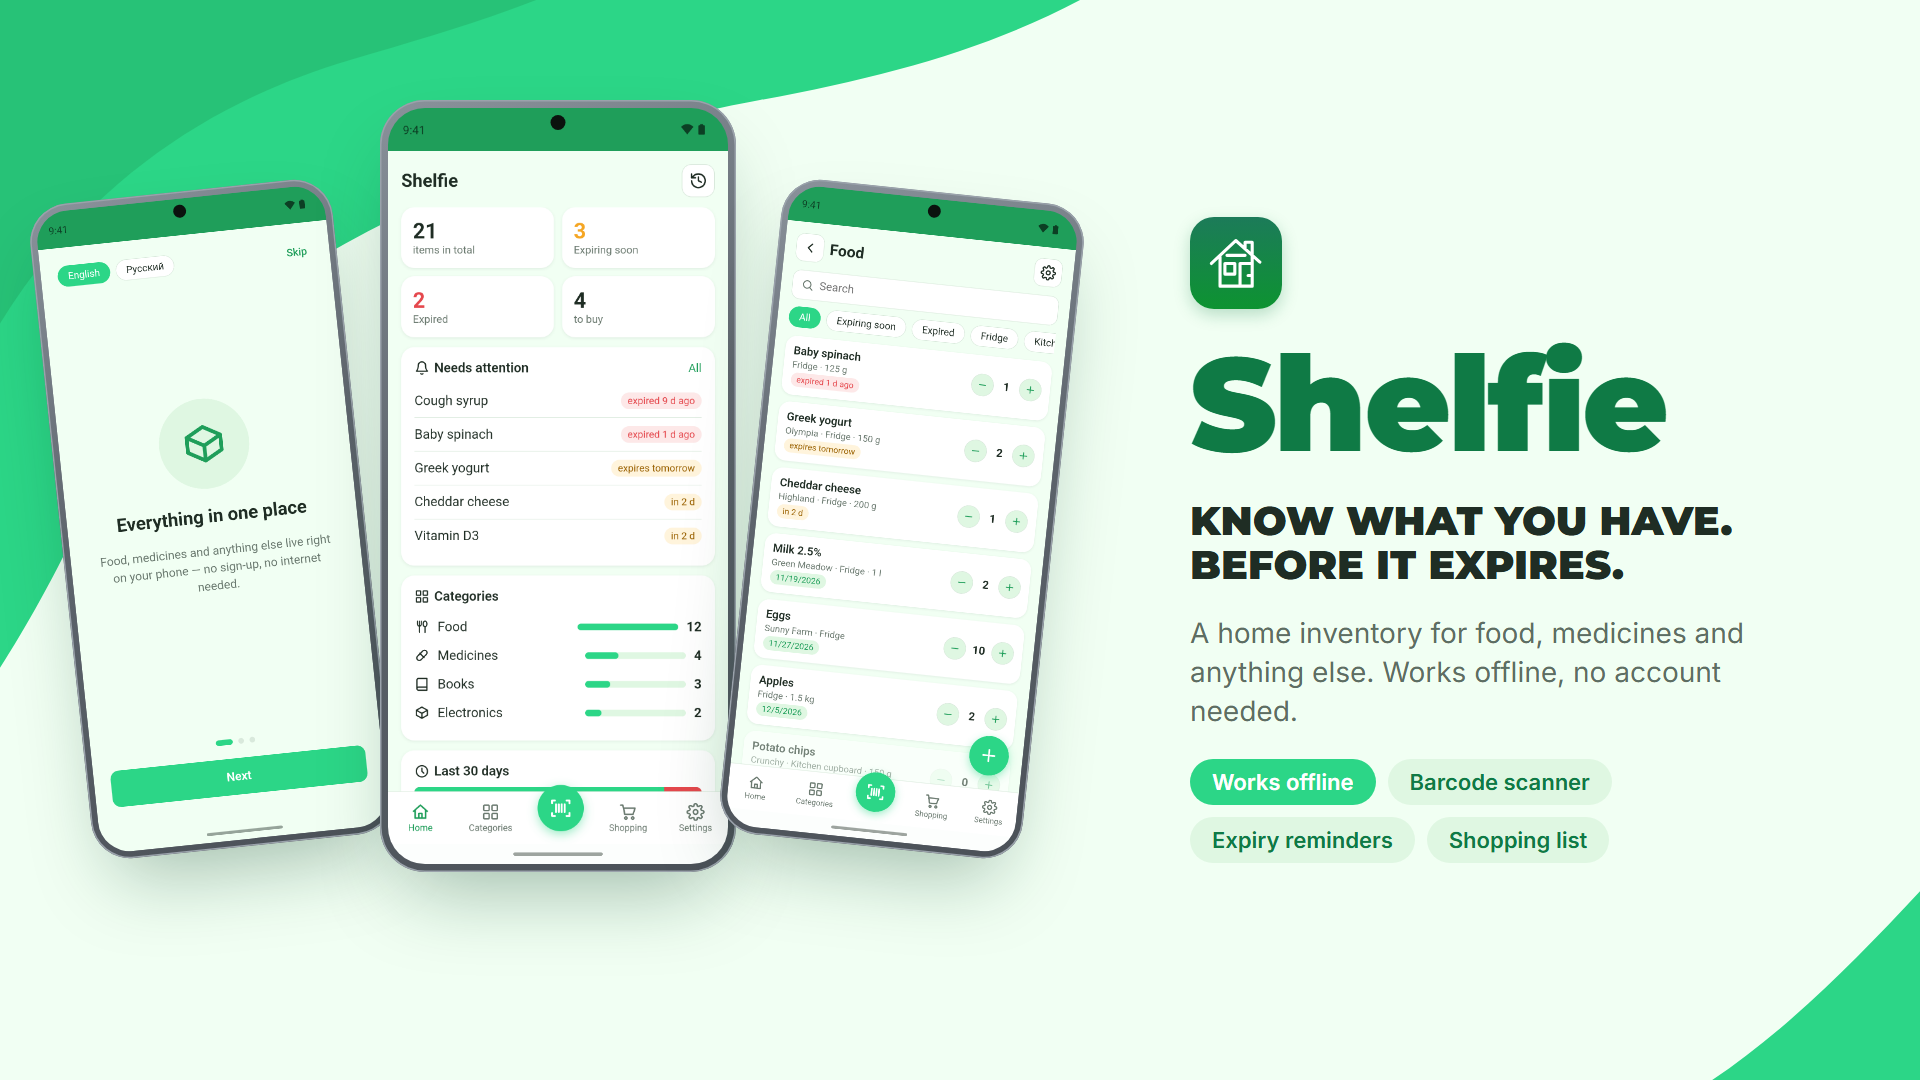 9:41
English
Русский
Skip
Everything in one place
Food, medicines and anything else live right
on your phone — no sign-up, no internet
needed.
Next
9:41
Shelfie
21
items in total
3
Expiring soon
2
Expired
4
to buy
Needs attention
All
Cough syrup
expired 9 d ago
Baby spinach
expired 1 d ago
Greek yogurt
expires tomorrow
Cheddar cheese
in 2 d
Vitamin D3
in 2 d
Categories
Food
12
Medicines
4
Books
3
Electronics
2
Last 30 days
Home
Categories
Shopping
Settings
9:41
Food
Search
All
Expiring soon
Expired
Fridge
Kitch
Baby spinach
Fridge · 125 g
expired 1 d ago
1
Greek yogurt
Olympia · Fridge · 150 g
expires tomorrow
2
Cheddar cheese
Highland · Fridge · 200 g
in 2 d
1
Milk 2.5%
Green Meadow · Fridge · 1 l
11/19/2026
2
Eggs
Sunny Farm · Fridge
11/27/2026
10
Apples
Fridge · 1.5 kg
12/5/2026
2
Potato chips
Crunchy · Kitchen cupboard · 150 g
0
Home
Categories
Shopping
Settings
Shelfie
KNOW WHAT YOU HAVE.
BEFORE IT EXPIRES.
A home inventory for food, medicines and
anything else. Works offline, no account
needed.
Works offline
Barcode scanner
Expiry reminders
Shopping list